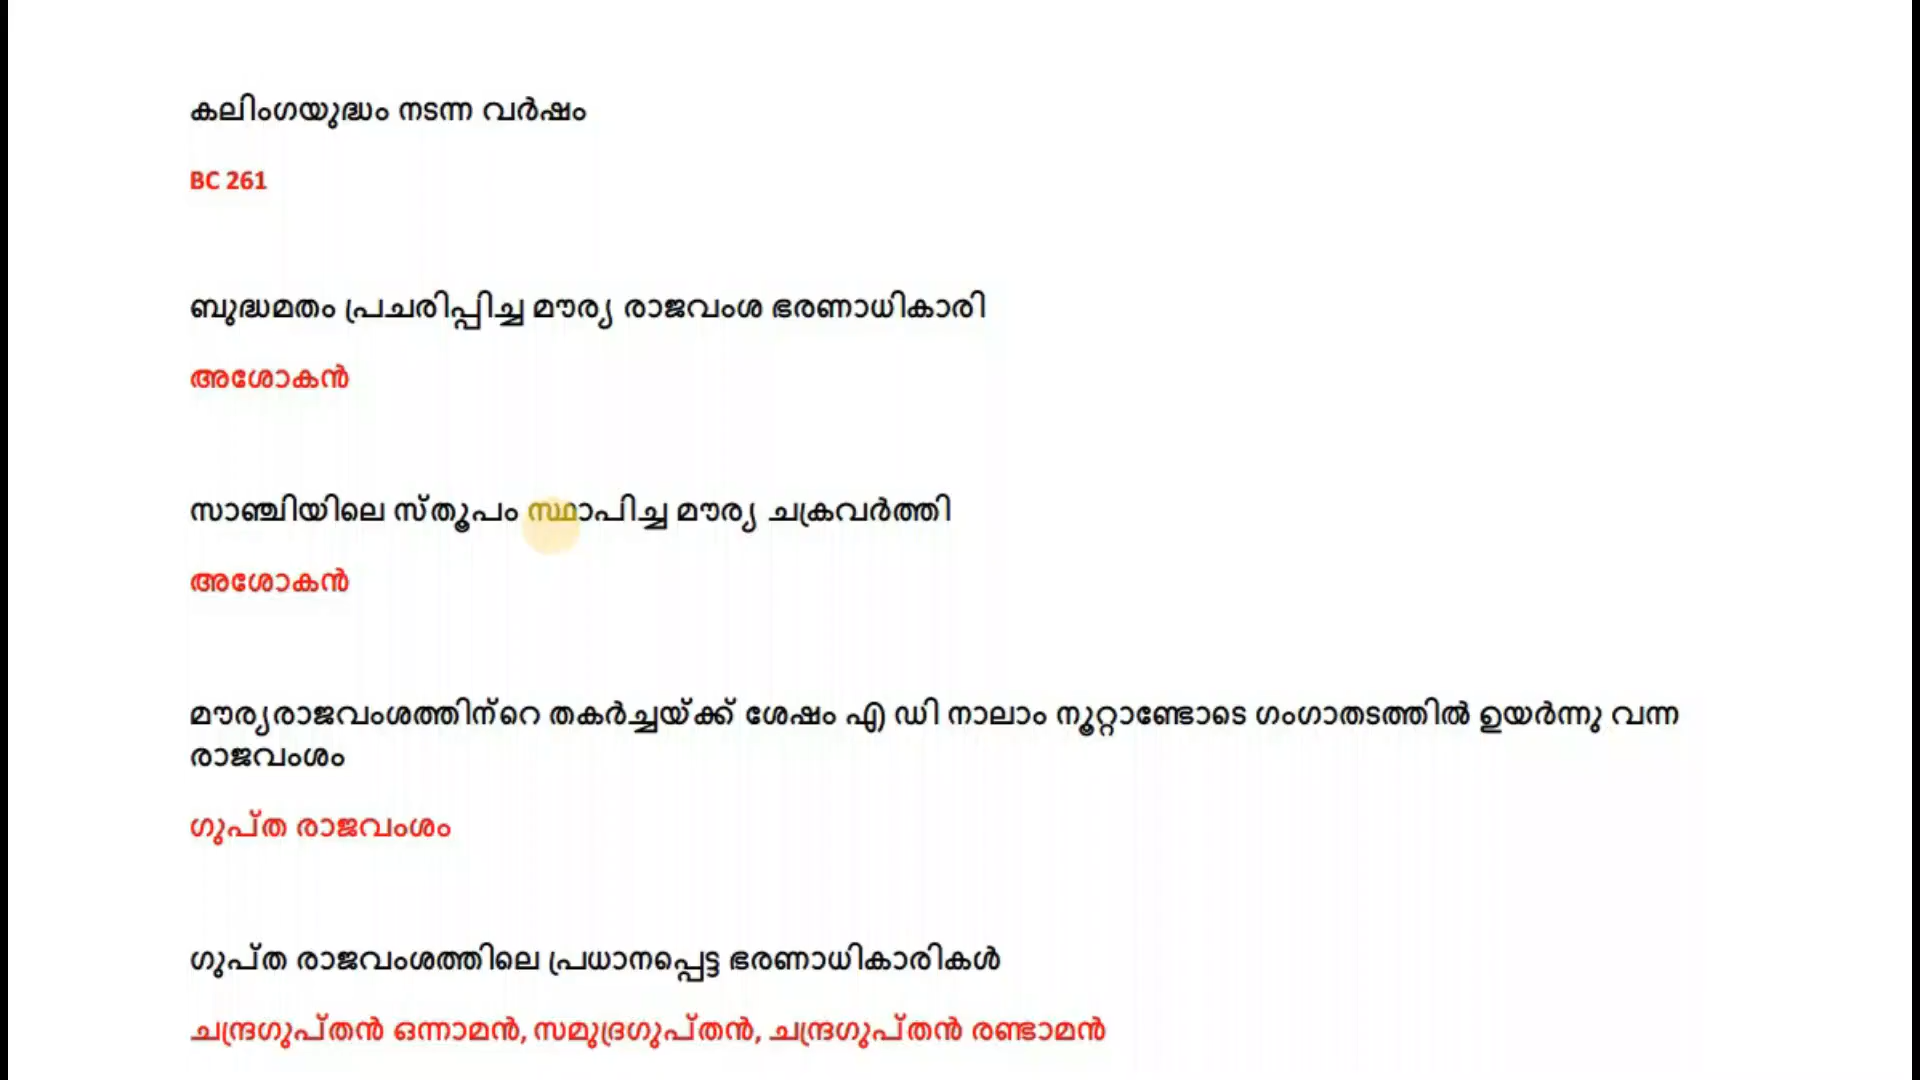 കലിംഗയുദ്ധം നടന്ന വർഷം
BC 261
ബുദ്ധമതം പ്രചരിപ്പിച്ച മൗര്യ രാജവംശ ഭരണാധികാരി
അശോകൻ
സാഞ്ചിയിലെ സ്തൂപം സ്ഥാപിച്ച മൗര്യ ചക്രവർത്തി
അശോകൻ
മൗര്യരാജവംശത്തിന്റെ തകർച്ചയ്ക്ക് ശേഷം എ ഡി നാലാം നൂറ്റാണ്ടോടെ ഗംഗാതടത്തിൽ ഉയർന്നു വന്ന
രാജവംശം
ഗുപ്ത രാജവംശം
ഗുപ്ത രാജവംശത്തിലെ പ്രധാനപ്പെട്ട ഭരണാധികാരികൾ
ചന്ദ്രഗുപ്തൻ ഒന്നാമൻ, സമുദ്രഗുപ്തൻ, ചന്ദ്രഗുപ്തൻ രണ്ടാമൻ